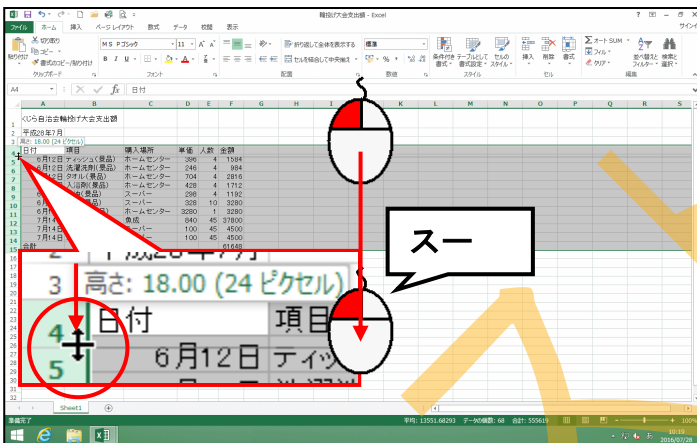 輪投げ大会支出額 - Excel
サインイ
ファイル ホーム 挿入 ページ レイアウト 数式 データ 校閲 表示
切り取り
コピー
書式のコピー/貼り付け
貼り付け
ＭＳ Ｐゴシック 11
折り返して全体を表示する
セルを結合して中央揃え
標準
条件付き 書式 テーブルとして 書式設定 セルの スタイル
挿入 削除 書式
オート SUM
フィル
クリア
並べ替えと フィルター 検索と 選択
クリップボード フォント 配置 数値 スタイル セル 編集
A4 日付
A B C D E F G H I K L M N O P Q R S
くじら自治会輪投げ大会支出額
平成28年7月
高さ: 18.00 (24 ピクセル)
日付 項目 購入場所 単価 人数 金額
6月12日 ティッシュ(景品) ホームセンター 396 4 1584
6月12日 洗濯洗剤(景品) ホームセンター 246 4 984
6月12日 タオル(景品) ホームセンター 704 4 2816
入浴剤(景品) ホームセンター 428 4 1712
(景品) スーパー 298 4 1192
(景品) スーパー 328 10 3280
(景品) ホームセンター 3280 1 3280
7月14 魚成 840 45 37800
7月14 スーパー 100 45 4500
7月14 スーパー 100 45 4500
合計 61648
スー
3 高さ: 18.00 (24 ピクセル)
4 日付 項目
5 6月12日 ティッ
Sheet1
準備完了
平均: 13551.68293 データの個数: 68 合計: 555619
100%
10:19
2016/07/28